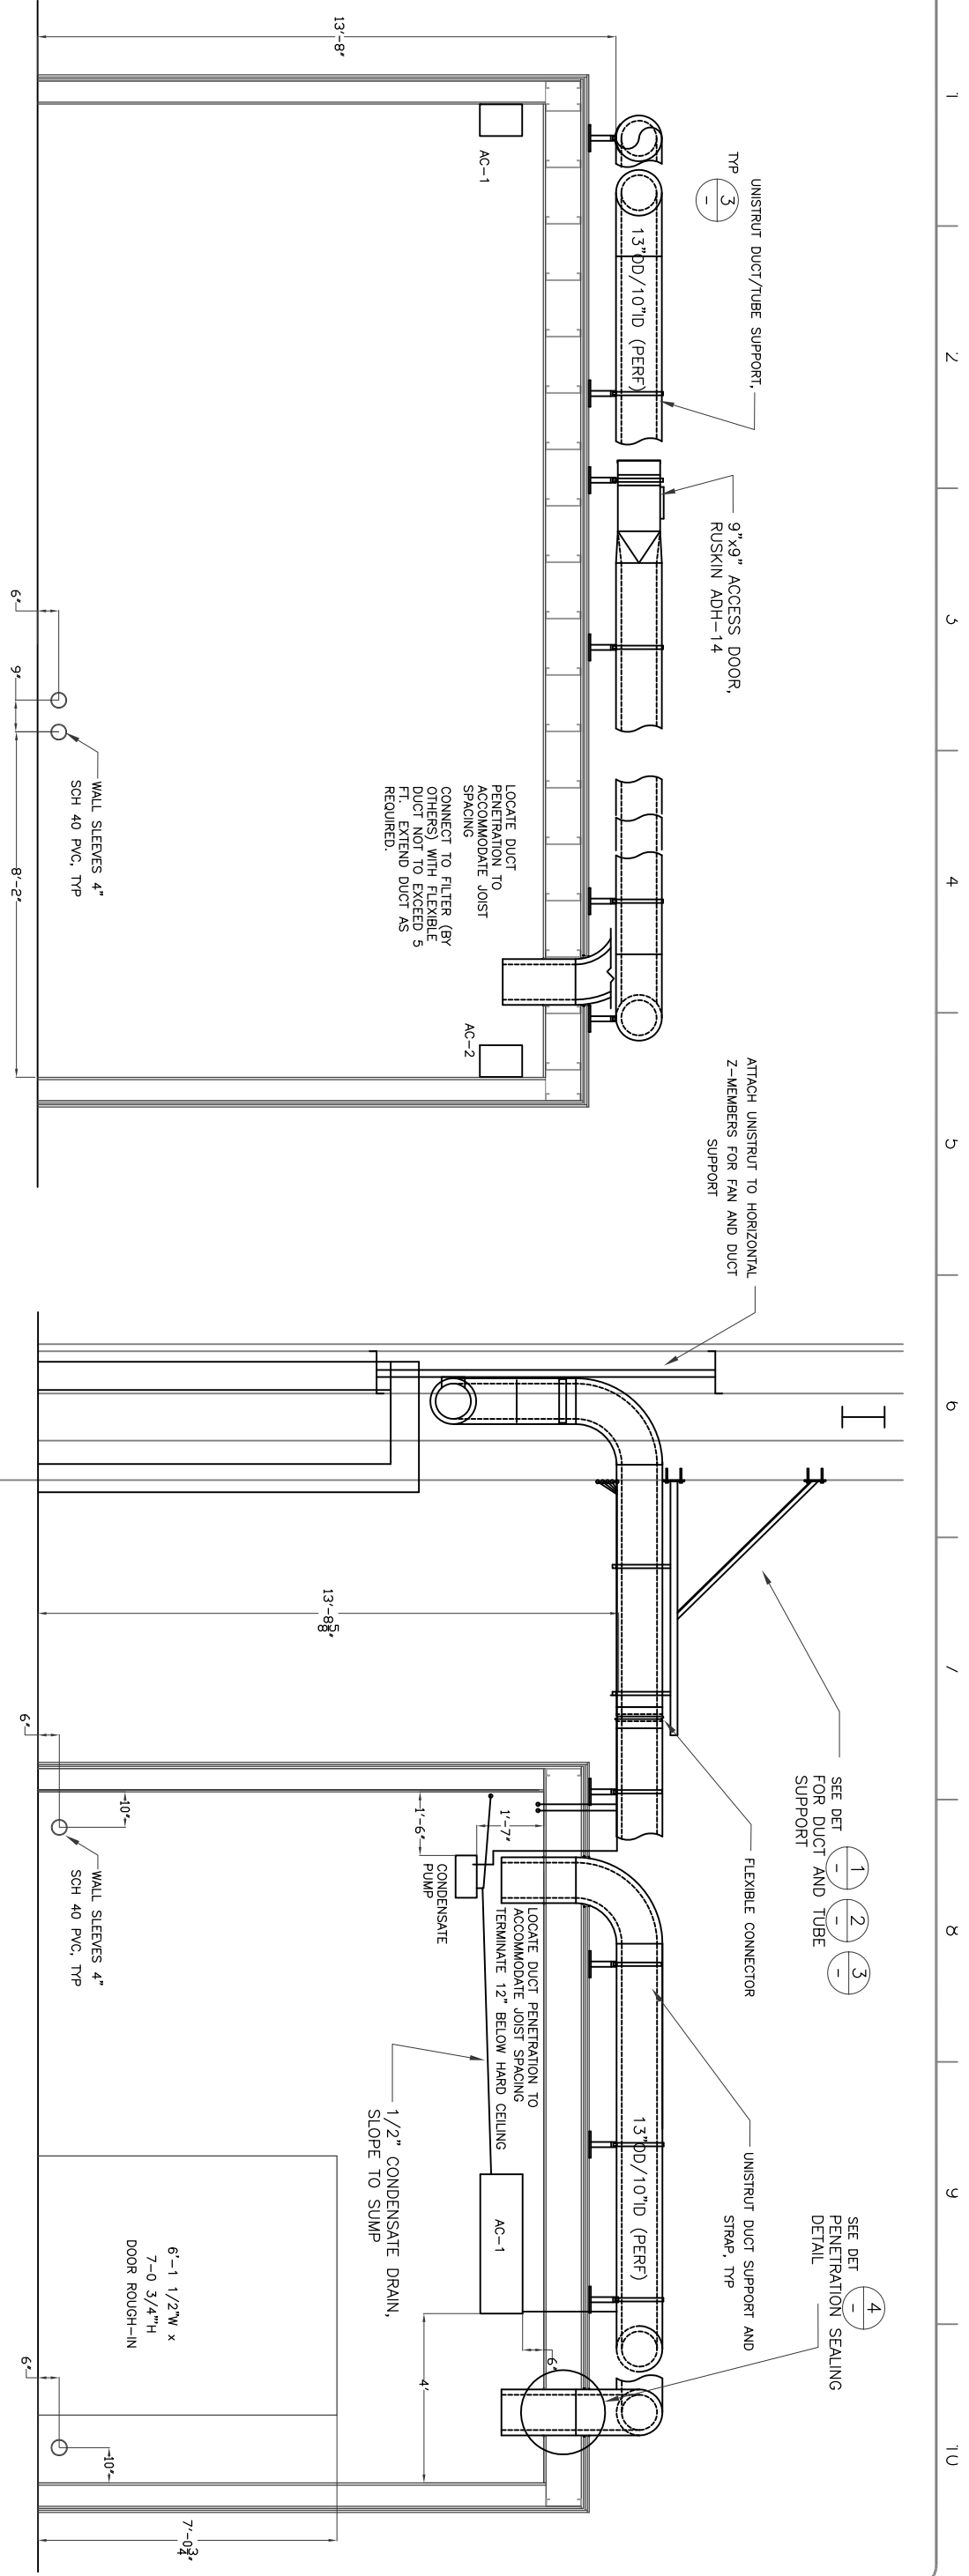 1
2
3
4
5
6
7
8
9
10
13'-8"
TYP
3
-
UNISTRUT DUCT/TUBE SUPPORT,
13"OD/10"ID (PERF)
9"x9" ACCESS DOOR,
RUSKIN ADH-14
AC-1
LOCATE DUCT
PENETRATION TO
ACCOMMODATE JOIST
SPACING
CONNECT TO FILTER (BY
OTHERS) WITH FLEXIBLE
DUCT NOT TO EXCEED 5
FT. EXTEND DUCT AS
REQUIRED.
AC-2
WALL SLEEVES 4"
SCH 40 PVC, TYP
6"
9"
8'-2"
ATTACH UNISTRUT TO HORIZONTAL
Z-MEMBERS FOR FAN AND DUCT
SUPPORT
SEE DET
1
-
2
-
3
-
FOR DUCT AND TUBE
SUPPORT
FLEXIBLE CONNECTOR
UNISTRUT DUCT SUPPORT AND
STRAP, TYP
SEE DET
4
-
PENETRATION SEALING
DETAIL
13"OD/10"ID (PERF)
13'-8 5/8"
1'-6"
1'-7"
CONDENSATE
PUMP
LOCATE DUCT PENETRATION TO
ACCOMMODATE JOIST SPACING
TERMINATE 12" BELOW HARD CEILING
AC-1
6"
4'
1/2" CONDENSATE DRAIN,
SLOPE TO SUMP
10"
6"
WALL SLEEVES 4"
SCH 40 PVC, TYP
6'-1 1/2"W x
7-0 3/4"'H
DOOR ROUGH-IN
10"
6"
7'-0 3/4"